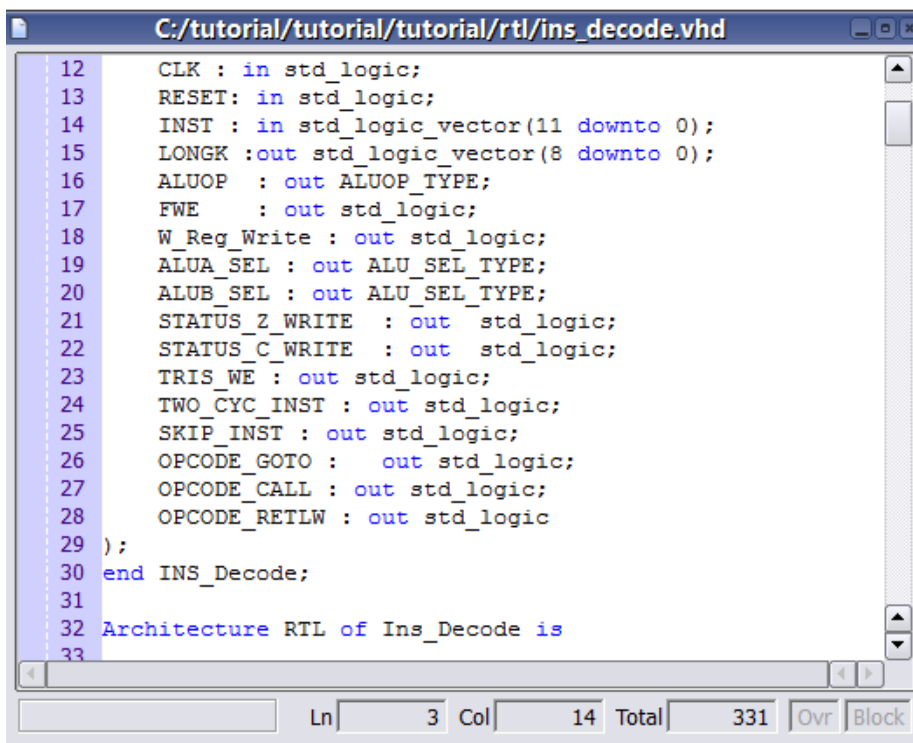 C:/tutorial/tutorial/tutorial/rtl/ins_decode.vhd
12 CLK : in std_logic;
13 RESET: in std_logic;
14 INST : in std_logic_vector(11 downto 0);
15 LONGK :out std_logic_vector(8 downto 0);
16 ALUOP  : out ALUOP_TYPE;
17 FWE    : out std_logic;
18 W_Reg_Write : out std_logic;
19 ALUA_SEL : out ALU_SEL_TYPE;
20 ALUB_SEL : out ALU_SEL_TYPE;
21 STATUS_Z_WRITE  : out  std_logic;
22 STATUS_C_WRITE  : out  std_logic;
23 TRIS_WE : out std_logic;
24 TWO_CYC_INST : out std_logic;
25 SKIP_INST : out std_logic;
26 OPCODE_GOTO :   out std_logic;
27 OPCODE_CALL : out std_logic;
28 OPCODE_RETLW : out std_logic
29 );
30 end INS_Decode;
31
32 Architecture RTL of Ins_Decode is
33
Ln 3 Col 14 Total 331 Ovr Block